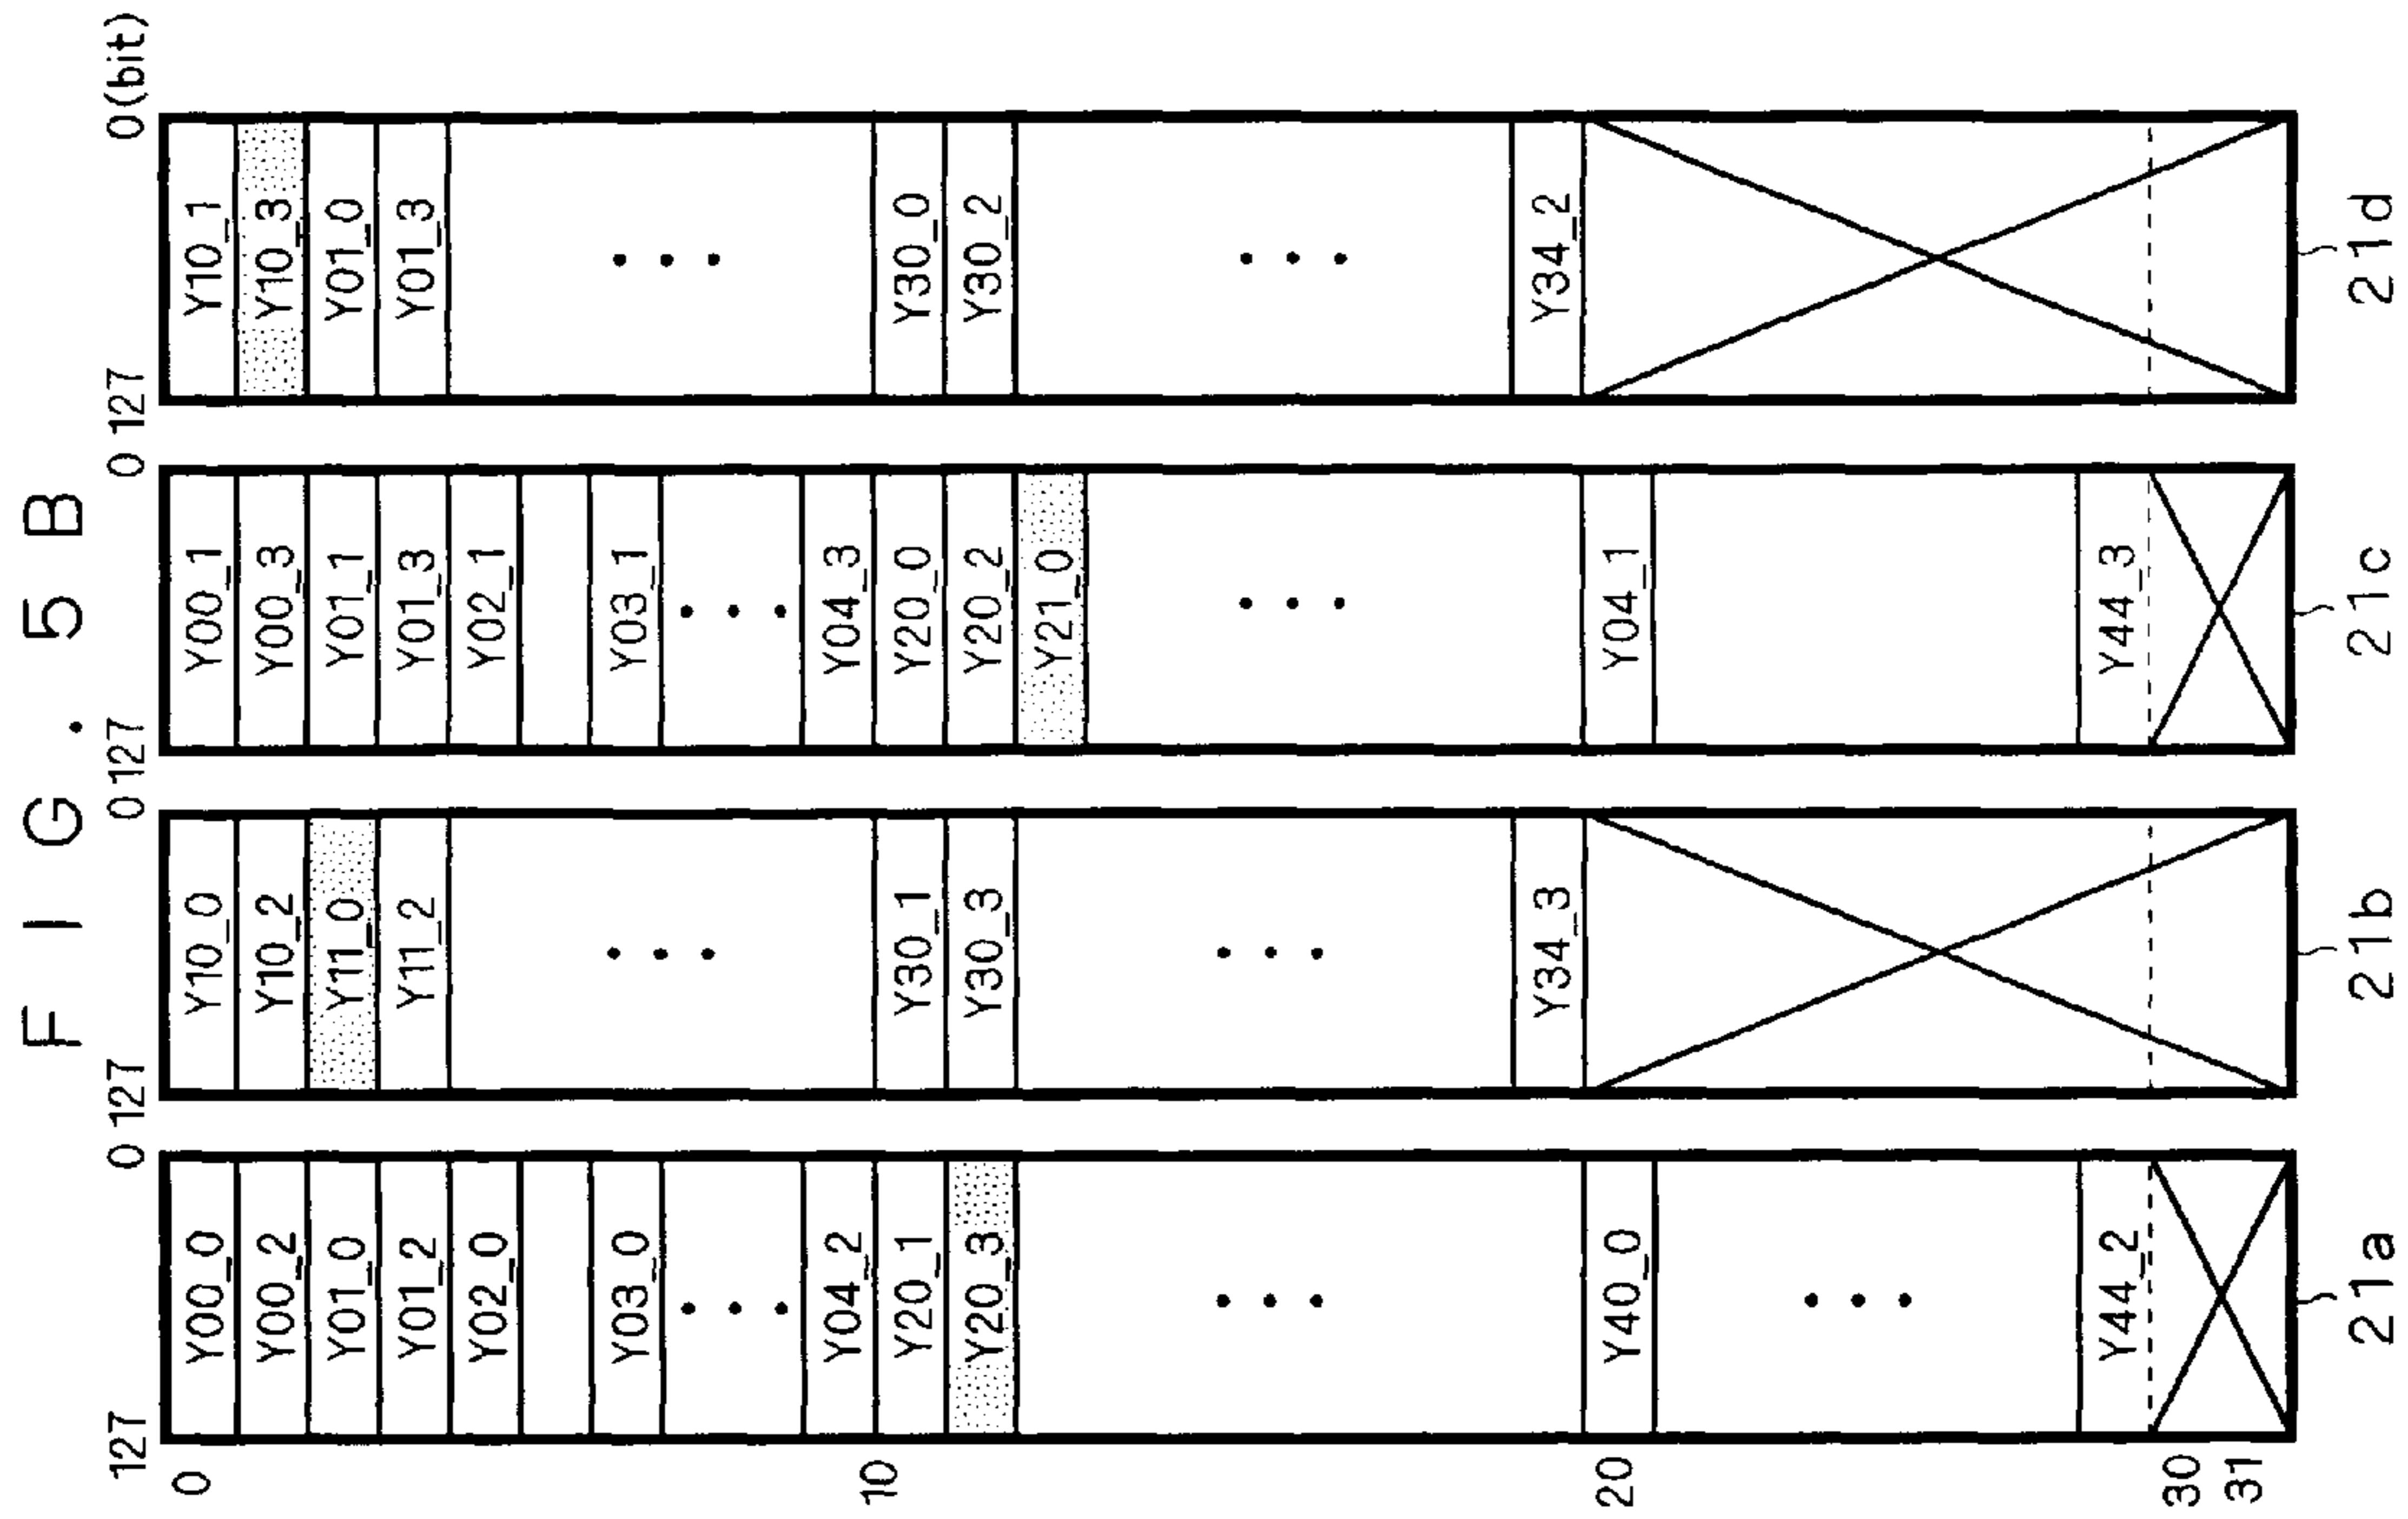 FIG. 5B
127
0
127
0
127
0
127
0(bit)
0
10
20
30
31
Y00_0
Y00_2
Y01_0
Y01_2
Y02_0
Y03_0
Y04_2
Y20_1
Y20_3
Y40_0
Y44_2
21a
Y10_0
Y10_2
Y11_0
Y11_2
Y30_1
Y30_3
Y34_3
21b
Y00_1
Y00_3
Y01_1
Y01_3
Y02_1
Y03_1
Y04_3
Y20_0
Y20_2
Y21_0
Y04_1
Y44_3
21c
Y10_1
Y10_3
Y01_0
Y01_3
Y30_0
Y30_2
Y34_2
21d